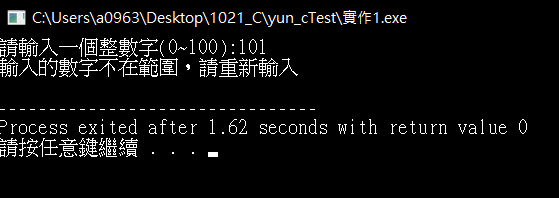 C:\Users\a0963\Desktop\1021_C\yun_cTest\實作1.exe
請輸入一個整數字(0~100):101
輸入的數字不在範圍，請重新輸入
--------------------------------
Process exited after 1.62 seconds with return value 0
請按任意鍵繼續 . . .